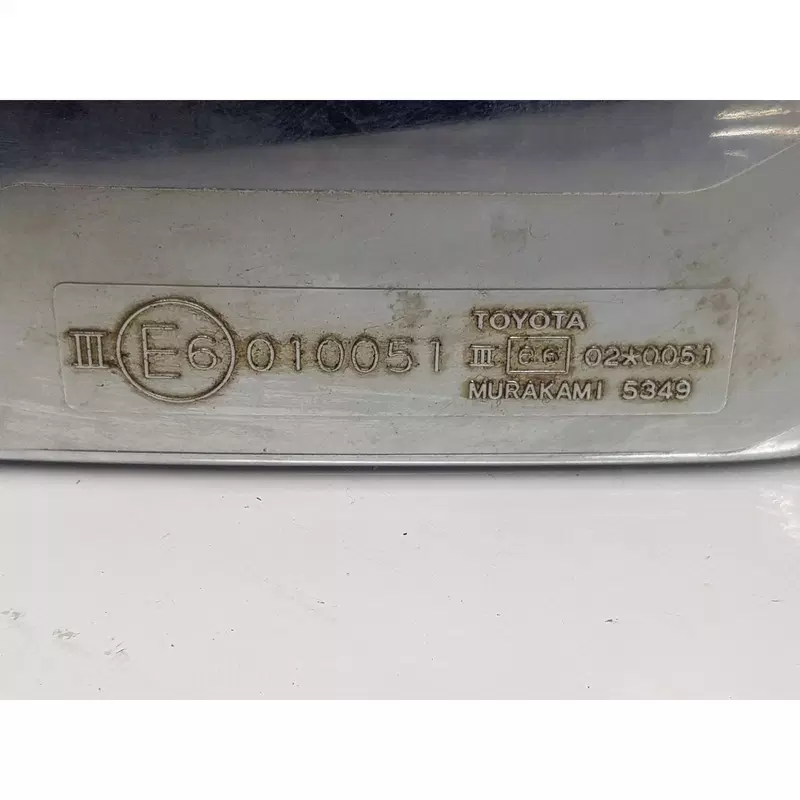 III E6 010051
TOYOTA
III e6 02*0051
MURAKAMI 5349